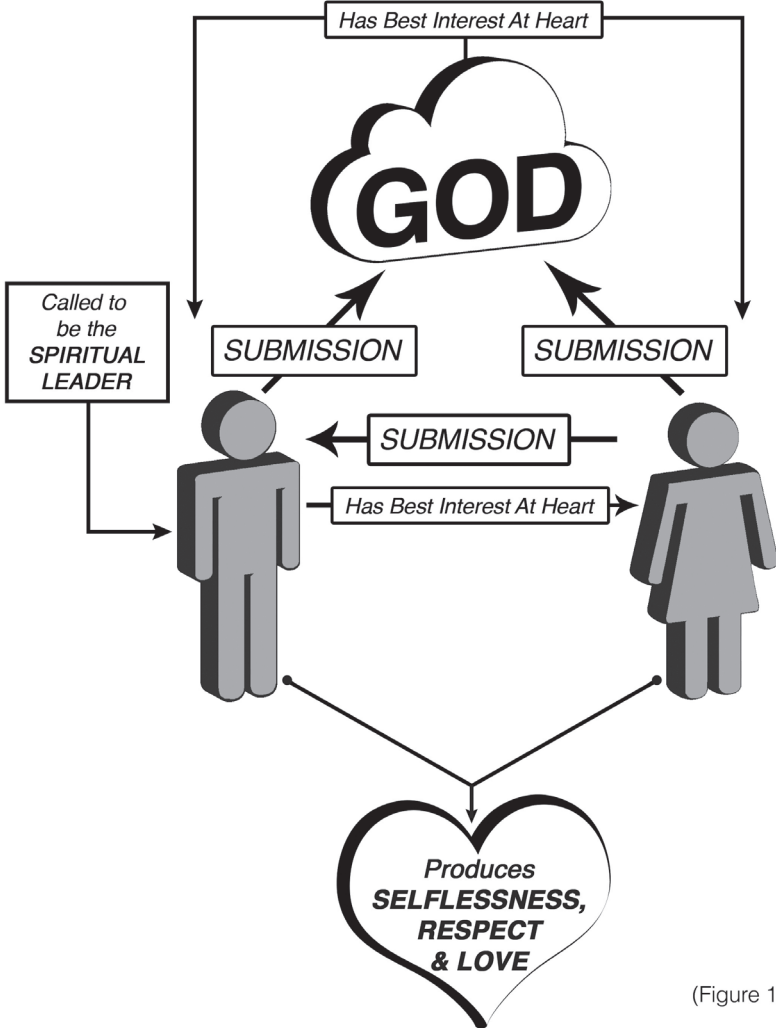 Has Best Interest At Heart
GOD
Called to
be the
SPIRITUAL
LEADER
SUBMISSION
SUBMISSION
SUBMISSION
Has Best Interest At Heart
Produces
SELFLESSNESS,
RESPECT
& LOVE
(Figure 1